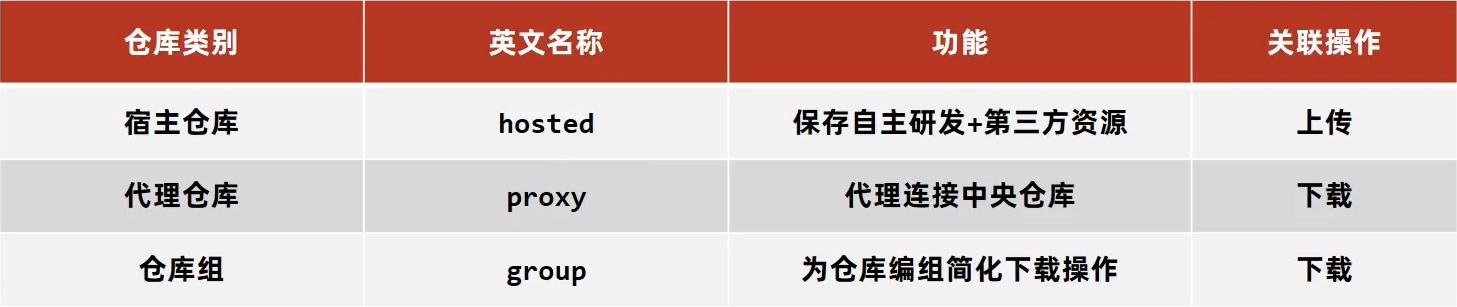 仓库类别 英文名称 功能 关联操作
宿主仓库 hosted 保存自主研发+第三方资源 上传
代理仓库 proxy 代理连接中央仓库 下载
仓库组 group 为仓库编组简化下载操作 下载